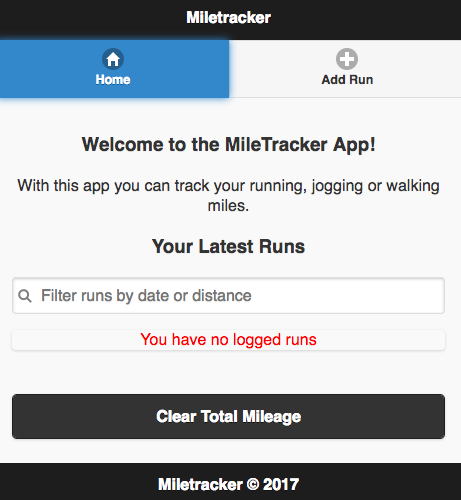 Miletracker
Home
Add Run
Welcome to the MileTracker App!
With this app you can track your running, jogging or walking
miles.
Your Latest Runs
Filter runs by date or distance
You have no logged runs
Clear Total Mileage
Miletracker © 2017